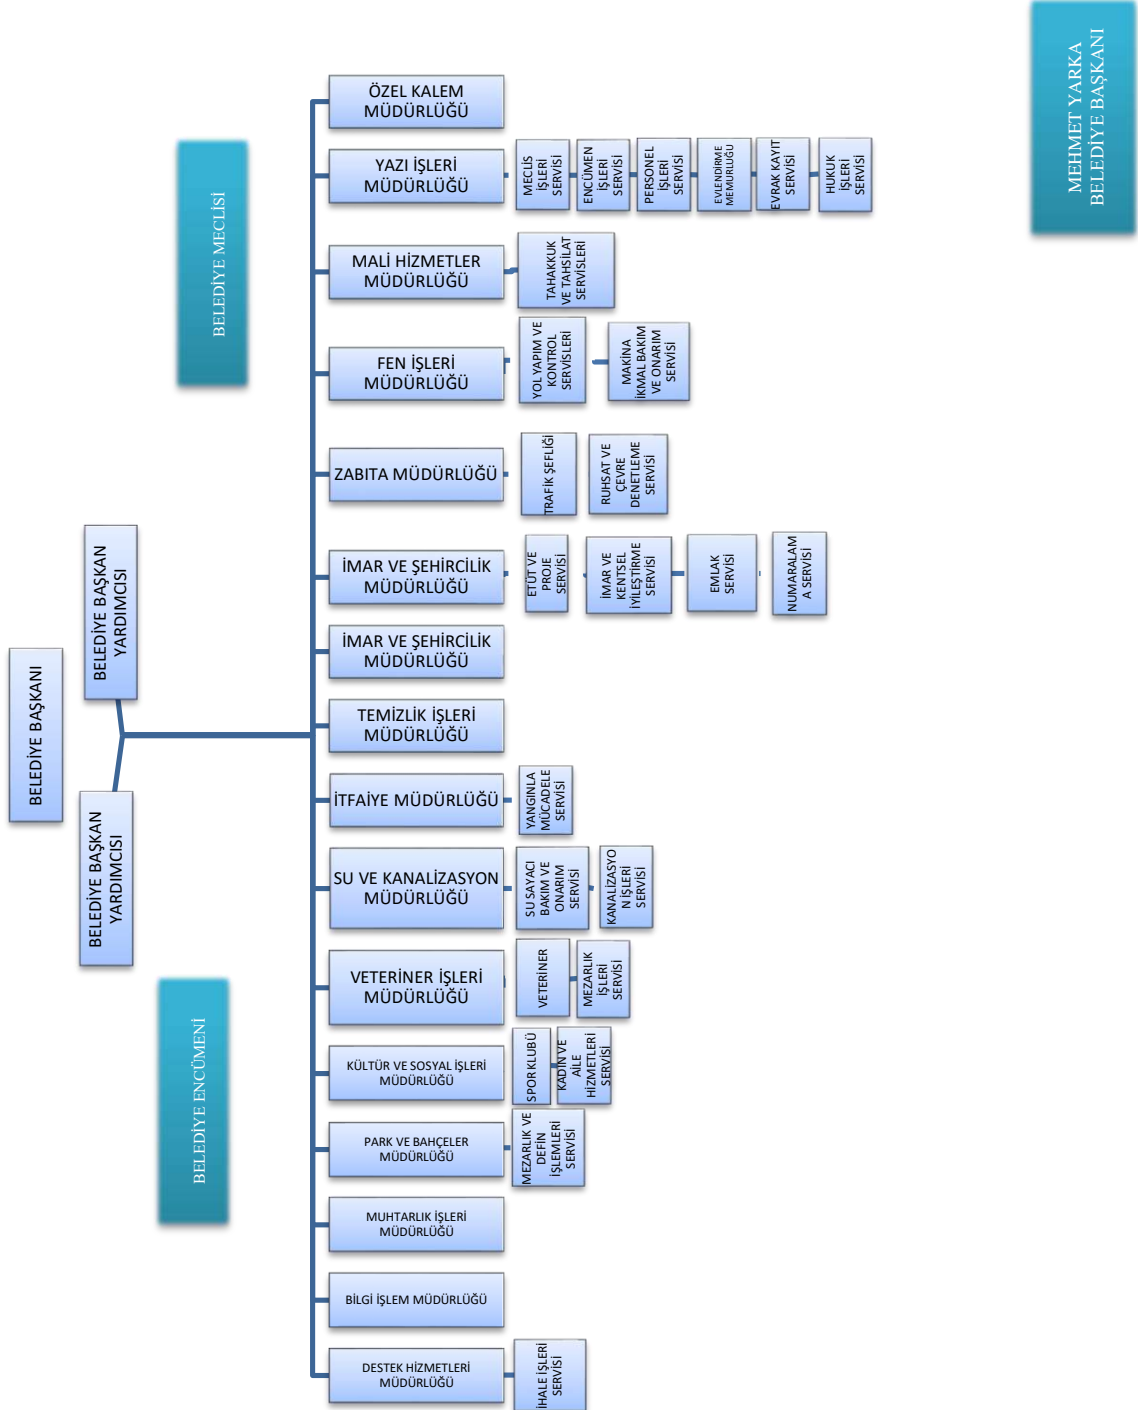 MEHMET YARKA
BELEDİYE BAŞKANI
BELEDİYE MECLİSİ
BELEDİYE ENCÜMENİ
BELEDİYE BAŞKANI
BELEDİYE BAŞKAN
YARDIMCISI
BELEDİYE BAŞKAN
YARDIMCISI
ÖZEL KALEM
MÜDÜRLÜĞÜ
YAZI İŞLERİ
MÜDÜRLÜĞÜ
MECLİS
İŞLERİ
SERVİSİ
ENCÜMEN
İŞLERİ
SERVİSİ
PERSONEL
İŞLERİ
SERVİSİ
EVLENDİRME
MEMURLUĞU
EVRAK KAYIT
SERVİSİ
HUKUK
İŞLERİ
SERVİSİ
MALİ HİZMETLER
MÜDÜRLÜĞÜ
TAHAKKUK
VE TAHSİLAT
SERVİSLERİ
FEN İŞLERİ
MÜDÜRLÜĞÜ
YOL YAPIM VE
KONTROL
SERVİSLERİ
MAKİNA
İKMAL BAKIM
VE ONARIM
SERVİSİ
ZABITA MÜDÜRLÜĞÜ
TRAFİK ŞEFLİĞİ
RUHSAT VE
ÇEVRE
DENETLEME
SERVİSİ
İMAR VE ŞEHİRCİLİK
MÜDÜRLÜĞÜ
ETÜT VE
PROJE
SERVİSİ
İMAR VE
KENTSEL
İYİLEŞTİRME
SERVİSİ
EMLAK
SERVİSİ
NUMARALAM
A SERVİSİ
İMAR VE ŞEHİRCİLİK
MÜDÜRLÜĞÜ
TEMİZLİK İŞLERİ
MÜDÜRLÜĞÜ
İTFAİYE MÜDÜRLÜĞÜ
YANGINLA
MÜCADELE
SERVİSİ
SU VE KANALİZASYON
MÜDÜRLÜĞÜ
SU SAYACI
BAKIM VE
ONARIM
SERVİSİ
KANALİZASYO
N İŞLERİ
SERVİSİ
VETERİNER İŞLERİ
MÜDÜRLÜĞÜ
VETERİNER
MEZARLIK
İŞLERİ
SERVİSİ
KÜLTÜR VE SOSYAL İŞLERİ
MÜDÜRLÜĞÜ
SPOR KLUBÜ
KADIN VE
AİLE
HİZMETLERİ
SERVİSİ
PARK VE BAHÇELER
MÜDÜRLÜĞÜ
MEZARLIK VE
DEFİN
İŞLEMLERİ
SERVİSİ
MUHTARLIK İŞLERİ
MÜDÜRLÜĞÜ
BİLGİ İŞLEM MÜDÜRLÜĞÜ
DESTEK HİZMETLERİ
MÜDÜRLÜĞÜ
İHALE İŞLERİ
SERVİSİ